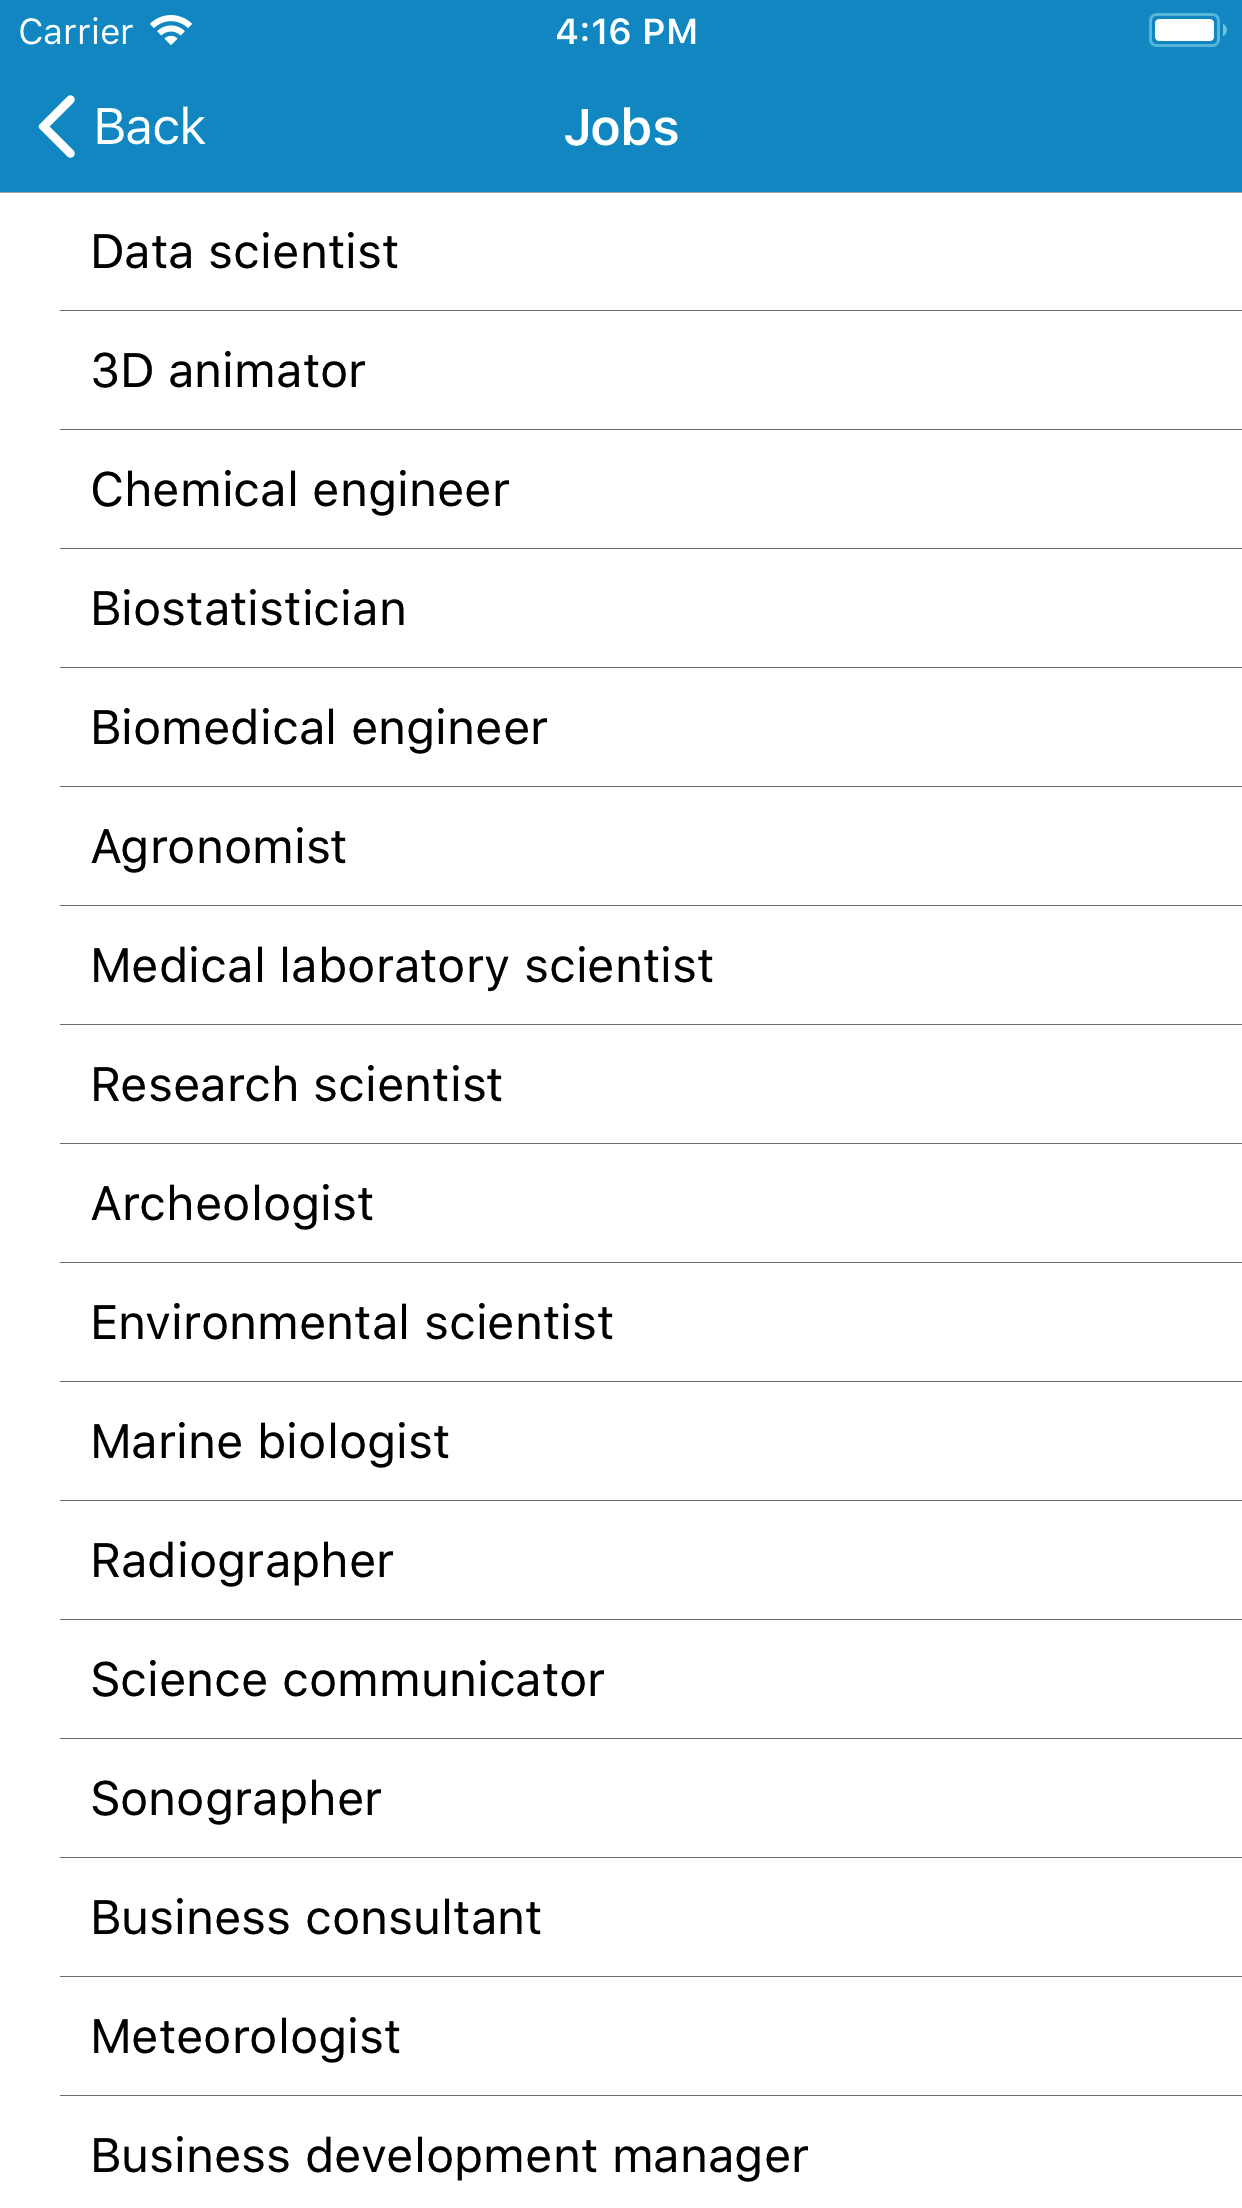 Carrier 4:16 PM
Back Jobs
Data scientist
3D animator
Chemical engineer
Biostatistician
Biomedical engineer
Agronomist
Medical laboratory scientist
Research scientist
Archeologist
Environmental scientist
Marine biologist
Radiographer
Science communicator
Sonographer
Business consultant
Meteorologist
Business development manager